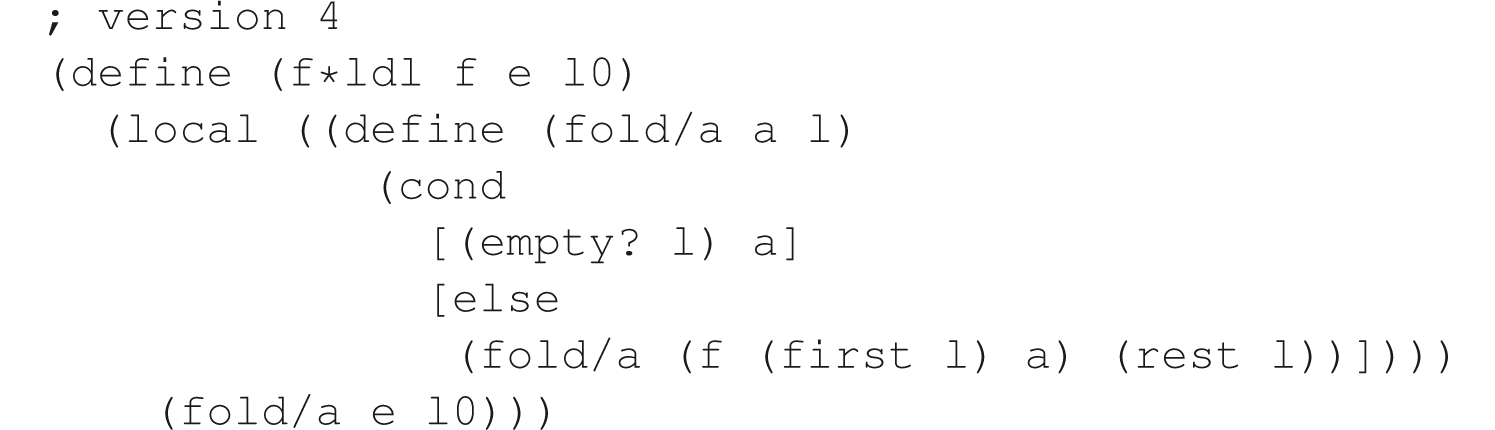 ; version 4
(define (f*ldl f e l0)
  (local ((define (fold/a a l)
            (cond
              [(empty? l) a]
              [else
               (fold/a (f (first l) a) (rest l))])))
    (fold/a e l0)))